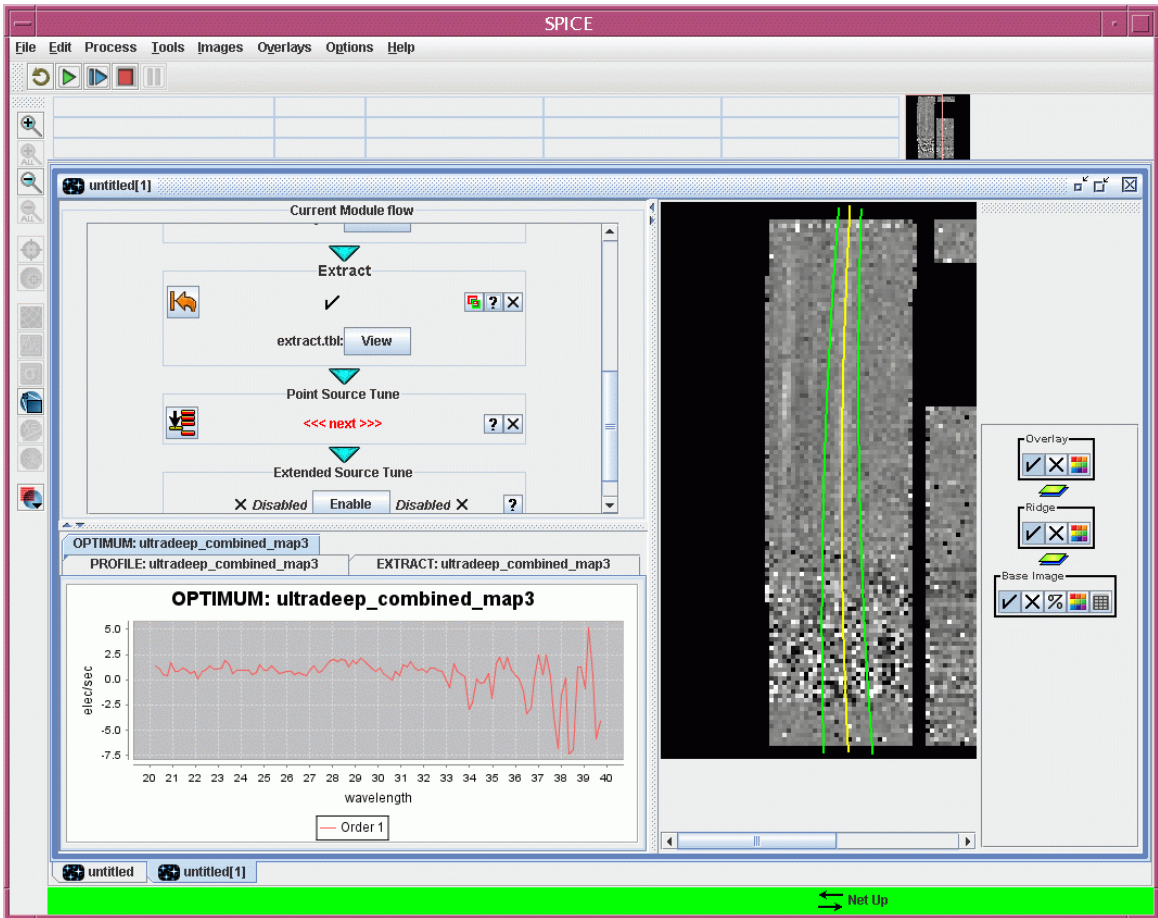 SPICE
File Edit Process Tools Images Overlays Options Help
ALL
ALL
untitled[1]
Current Module flow
Extract
? X
extract.tbl: View
Point Source Tune
<<< next >>>
? X
Extended Source Tune
X Disabled Enable Disabled X ?
OPTIMUM: ultradeep_combined_map3
PROFILE: ultradeep_combined_map3 EXTRACT: ultradeep_combined_map3
OPTIMUM: ultradeep_combined_map3
5.0
2.5
0.0
-2.5
-5.0
-7.5
elec/sec
20 21 22 23 24 25 26 27 28 29 30 31 32 33 34 35 36 37 38 39 40
wavelength
Order 1
Overlay
Ridge
Base Image
%
untitled untitled[1]
Net Up